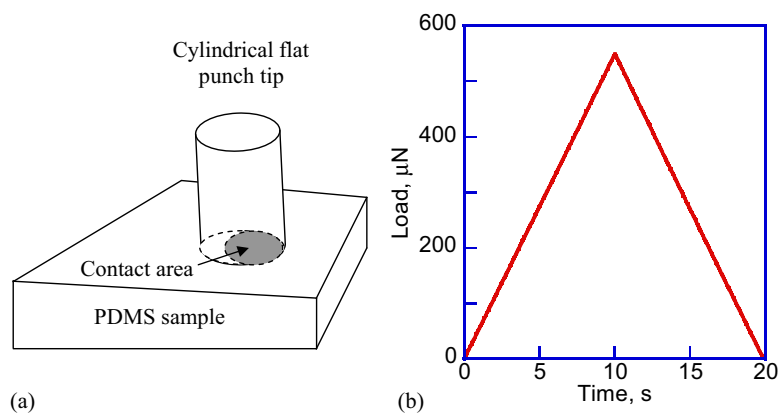 Cylindrical flat
punch tip
Contact area
PDMS sample
(a)
600
400
200
0
Load, μN
0 5 10 15 20
Time, s
(b)